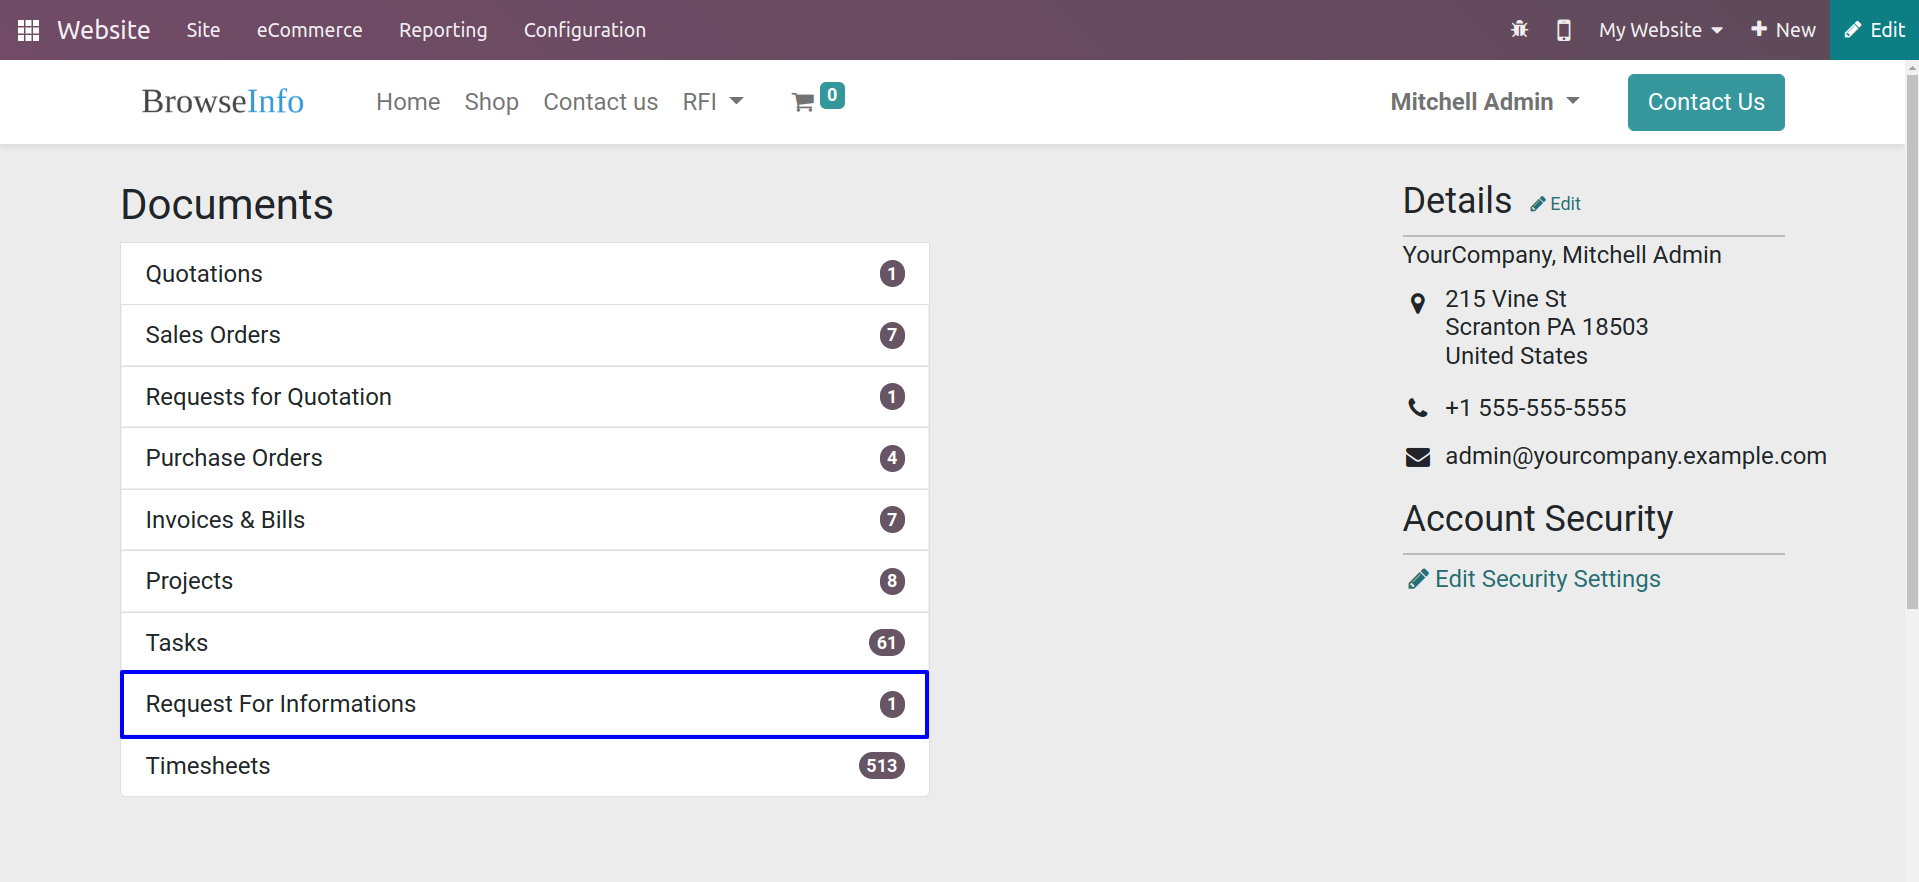 Website Site eCommerce Reporting Configuration My Website New Edit
BrowseInfo Home Shop Contact us RFI 0 Mitchell Admin Contact Us
Documents
Quotations 1
Sales Orders 7
Requests for Quotation 1
Purchase Orders 4
Invoices & Bills 7
Projects 8
Tasks 61
Request For Informations 1
Timesheets 513
Details Edit
YourCompany, Mitchell Admin
215 Vine St
Scranton PA 18503
United States
+1 555-555-5555
admin@yourcompany.example.com
Account Security
Edit Security Settings